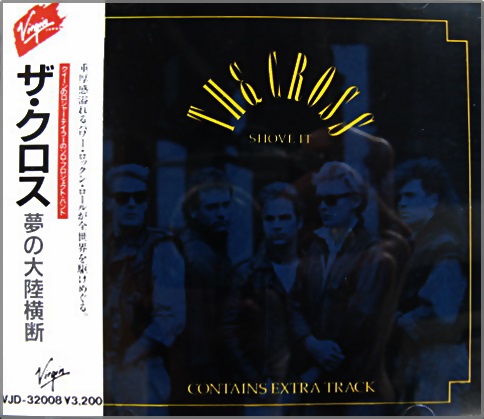 Virgin
ザ・クロス
夢の大陸横断
クイーンのロジャー・テイラーのソロ・プロジェクト・バンド
重厚感溢れるパワー・ロックン・ロールが全世界を駆けめぐる。
Virgin
VJD-32008 ¥3,200
THE CROSS
SHOVE IT
CONTAINS EXTRA TRACK